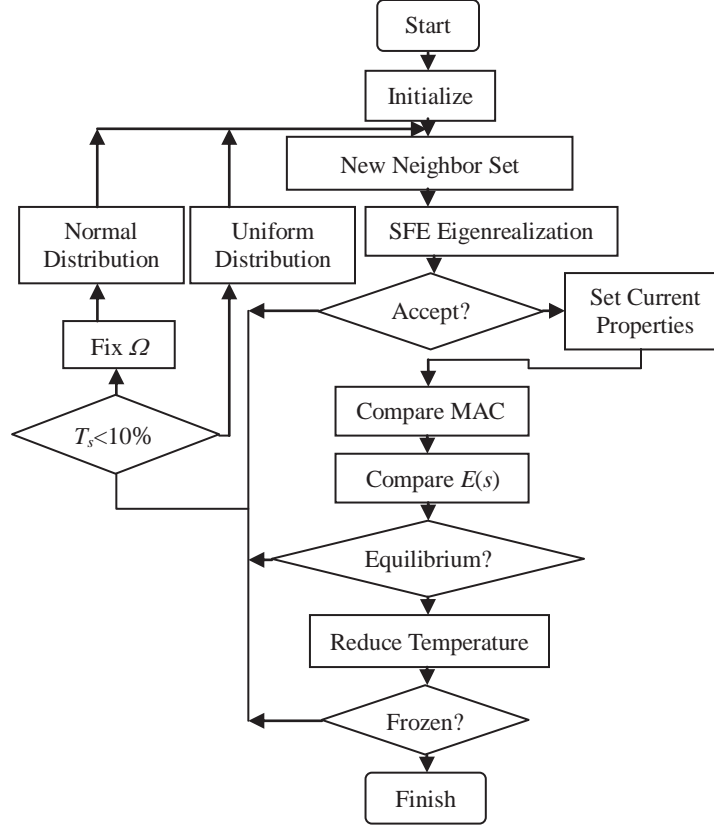 Start
Initialize
New Neighbor Set
Normal
Distribution
Uniform
Distribution
SFE Eigenrealization
Accept?
Set Current
Properties
Fix Ω
Compare MAC
Tₛ<10%
Compare E(s)
Equilibrium?
Reduce Temperature
Frozen?
Finish